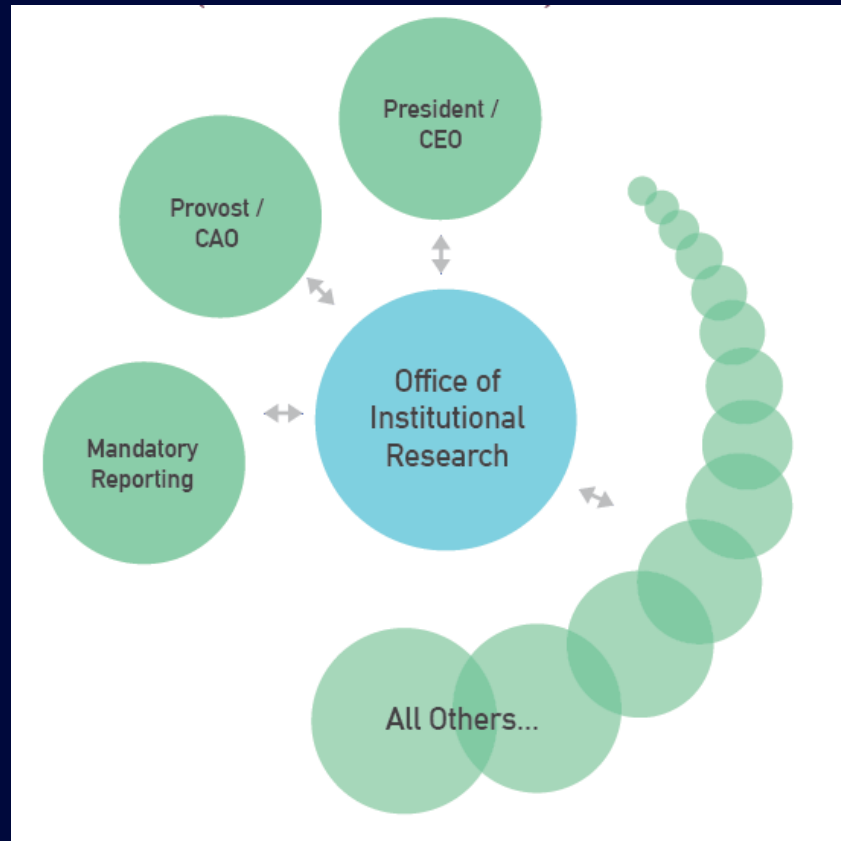 President /
CEO
Provost /
CAO
Office of
Institutional
Research
Mandatory
Reporting
All Others...